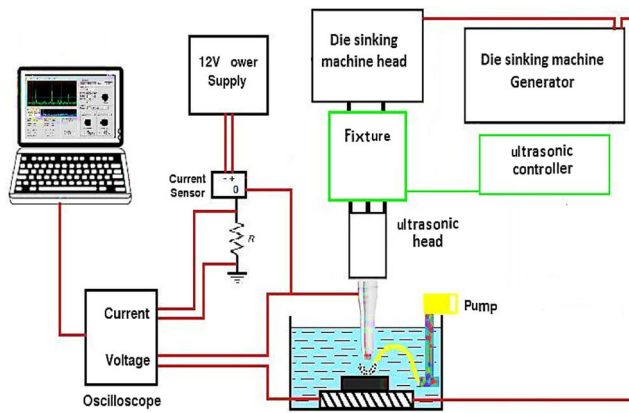 12V ower
Supply
Die sinking
machine head
Die sinking machine
Generator
Fixture
ultrasonic
controller
Current
Sensor
- +
0
R
ultrasonic
head
Pump
Current
Voltage
Oscilloscope